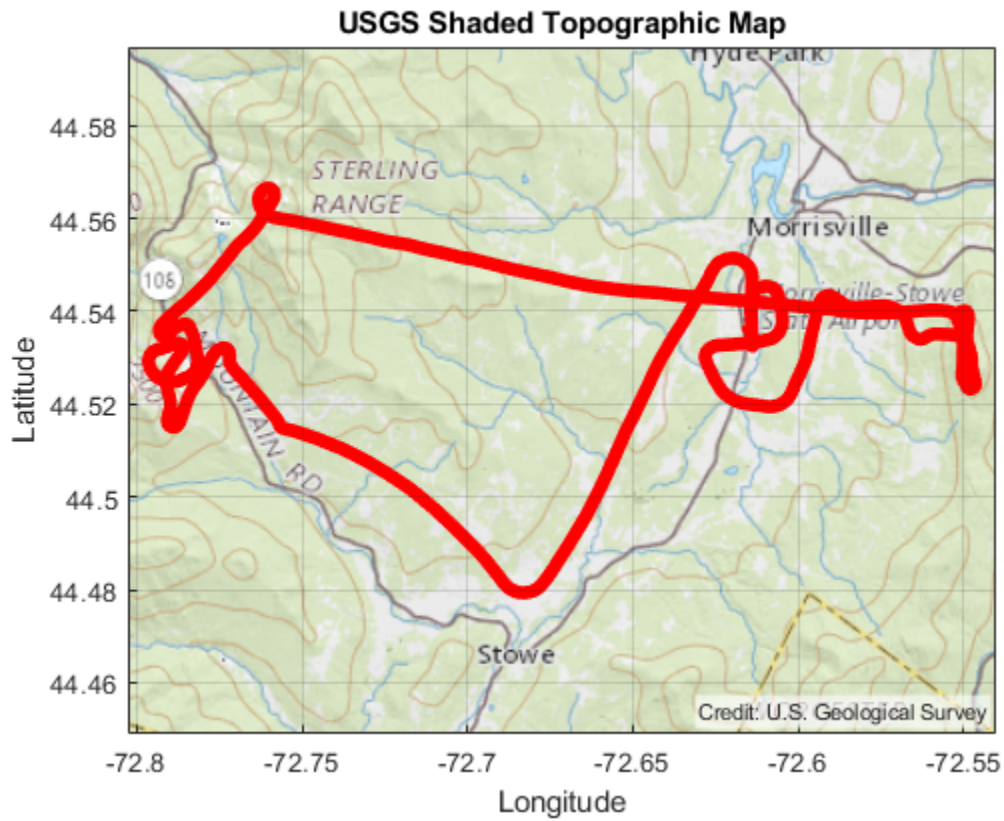 USGS Shaded Topographic Map
Hyde Park
44.58
STERLING
RANGE
44.56
Morrisville
108
44.54
Morrisville-Stowe
State Airport
44.52
MOUNTAIN RD
44.5
44.48
Stowe
44.46
Credit: U.S. Geological Survey
-72.8
-72.75
-72.7
-72.65
-72.6
-72.55
Latitude
Longitude